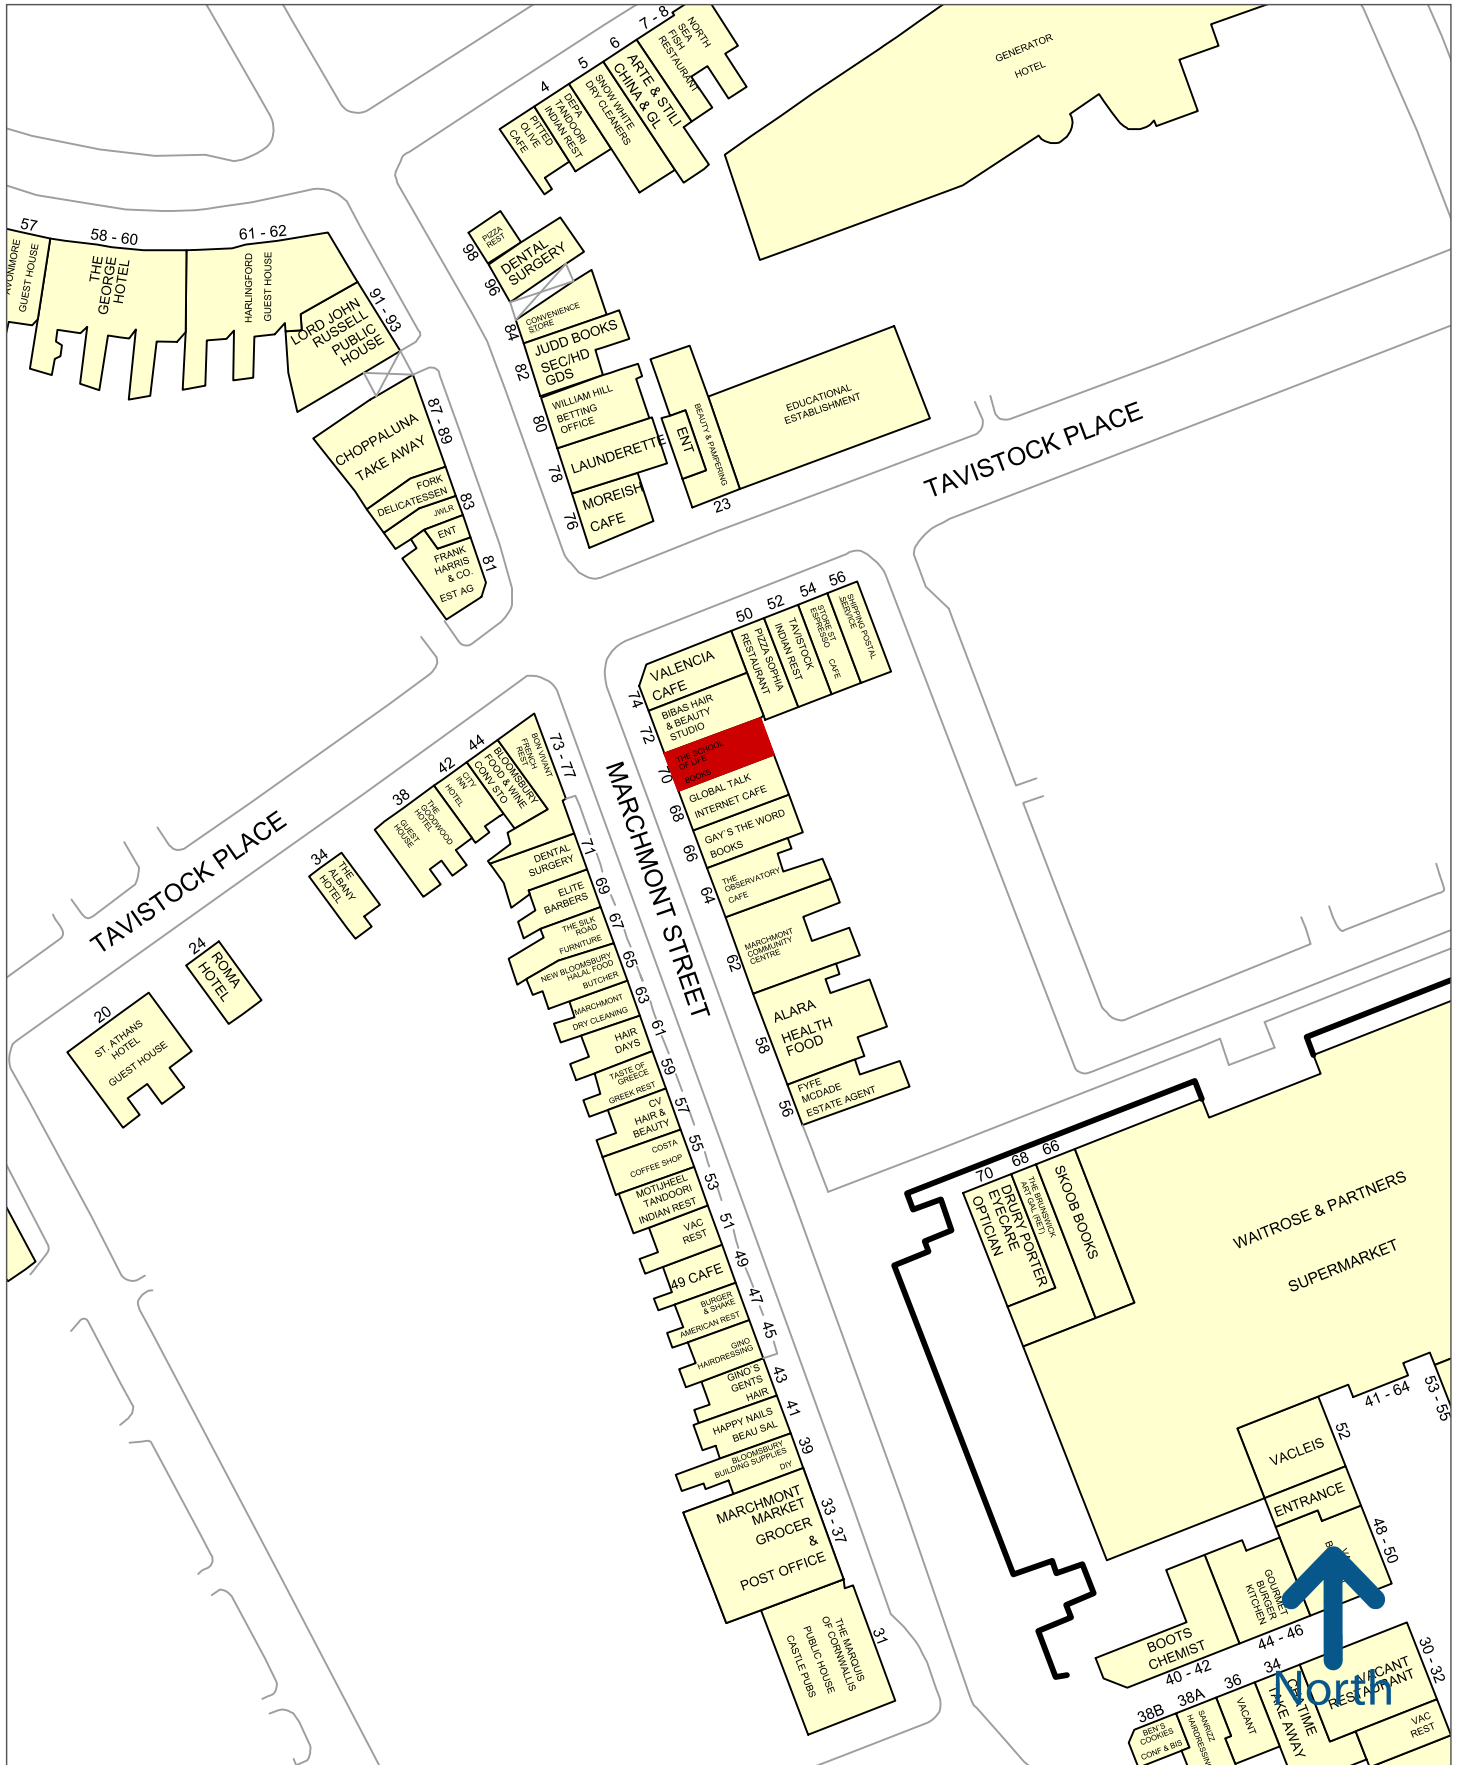 7 - 8
NORTH
SEA
FISH
RESTAURANT
6
ARTE & STILI
CHINA & GL
5
SNOW WHITE
DRY CLEANERS
4
DEPA
TANDOORI
INDIAN REST
PITTED
OLIVE
CAFE
GENERATOR
HOTEL
57
AVONMORE
GUEST HOUSE
58 - 60
THE
GEORGE
HOTEL
61 - 62
HARLINGFORD
GUEST HOUSE
91 - 93
LORD JOHN
RUSSELL
PUBLIC
HOUSE
98
PIZZA
REST
96
DENTAL
SURGERY
84
CONVENIENCE
STORE
82
JUDD BOOKS
SEC/HD
GDS
80
WILLIAM HILL
BETTING
OFFICE
78
LAUNDERETTE
76
MOREISH
CAFE
ENT
BEAUTY & PAMPERING
23
EDUCATIONAL
ESTABLISHMENT
TAVISTOCK PLACE
87 - 89
CHOPPALUNA
TAKE AWAY
83
FORK
DELICATESSEN
JWLR
ENT
81
FRANK
HARRIS
& CO.
EST AG
50
PIZZA SOPHIA
RESTAURANT
52
TAVISTOCK
INDIAN REST
54
STORE ST
ESPRESSO
CAFE
56
SHIPPING POSTAL
SERVICE
74
VALENCIA
CAFE
72
BIBAS HAIR
& BEAUTY
STUDIO
70
THE SCHOOL
OF LIFE
BOOKS
68
GLOBAL TALK
INTERNET CAFE
66
GAY'S THE WORD
BOOKS
64
THE
OBSERVATORY
CAFE
62
MARCHMONT
COMMUNITY
CENTRE
58
ALARA
HEALTH
FOOD
56
FYFE
MCDADE
ESTATE AGENT
MARCHMONT STREET
TAVISTOCK PLACE
73 - 77
BON VIVANT
FRENCH
REST
44
BLOOMSBURY
FOOD & WINE
CONV STO
42
CITY
INN
HOTEL
38
THE
GOODWOOD
HOTEL
GUEST
HOUSE
34
THE
ALBANY
HOTEL
24
ROMA
HOTEL
20
ST. ATHANS
HOTEL
GUEST HOUSE
71
DENTAL
SURGERY
69
ELITE
BARBERS
67
THE SILK
ROAD
FURNITURE
65
NEW BLOOMSBURY
HALAL FOOD
BUTCHER
63
MARCHMONT
DRY CLEANING
61
HAIR
DAYS
59
TASTE OF
GREECE
GREEK REST
57
CV
HAIR &
BEAUTY
55
COSTA
COFFEE SHOP
53
MOTIJHEEL
TANDOORI
INDIAN REST
51
VAC
REST
49
49 CAFE
47
BURGER
& SHAKE
AMERICAN REST
45
GINO
HAIRDRESSING
43
GINO'S
GENTS
HAIR
41
HAPPY NAILS
BEAU SAL
39
BLOOMSBURY
BUILDING SUPPLIES
DIY
33 - 37
MARCHMONT
MARKET
GROCER
&
POST OFFICE
31
THE MARQUIS
OF CORNWALLIS
PUBLIC HOUSE
CASTLE PUBS
70
DRURY PORTER
EYECARE
OPTICIAN
68
THE BRUNSWICK
ART GAL (RET)
66
SKOOB BOOKS
WAITROSE & PARTNERS
SUPERMARKET
41 - 64
53 - 55
52
VACLEIS
ENTRANCE
48 - 50
GOURMET
BURGER
KITCHEN
44 - 46
BOOTS
CHEMIST
40 - 42
38B
BEN'S
COOKIES
CONF & BIS
38A
SANRIZZ
HAIRDRESSING
36
VACANT
34
TAKE AWAY
30 - 32
VACANT
RESTAURANT
VAC
REST
North